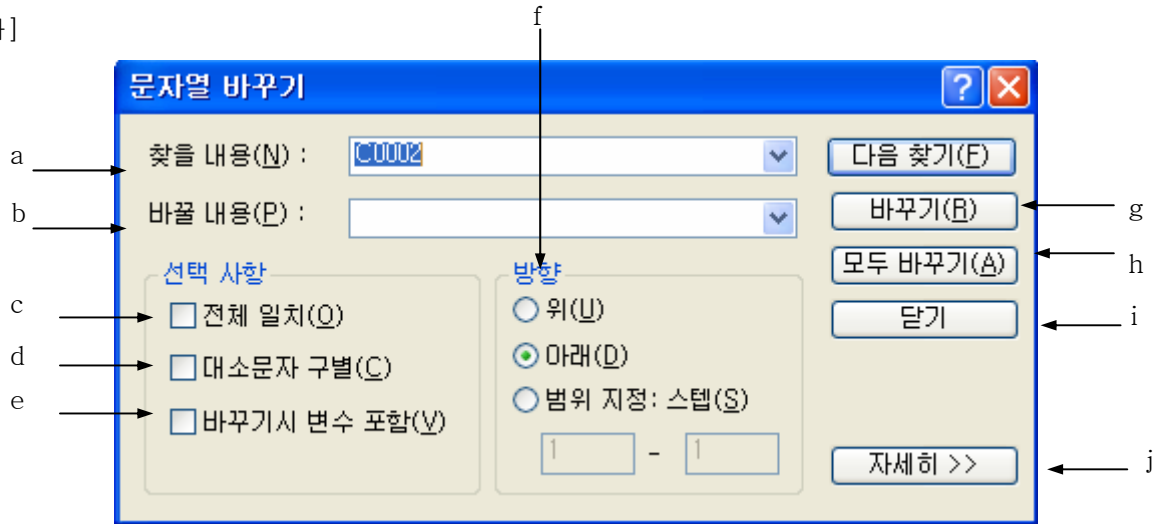 f
문자열 바꾸기
a 찾을 내용(N) : C0002 다음 찾기(F)
b 바꿀 내용(P) : 바꾸기(R) g
선택 사항 방향 모두 바꾸기(A) h
c 전체 일치(O) 위(U) 닫기 i
d 대소문자 구별(C) 아래(D)
e 바꾸기시 변수 포함(V) 범위 지정: 스텝(S)
1 - 1 자세히 >> j